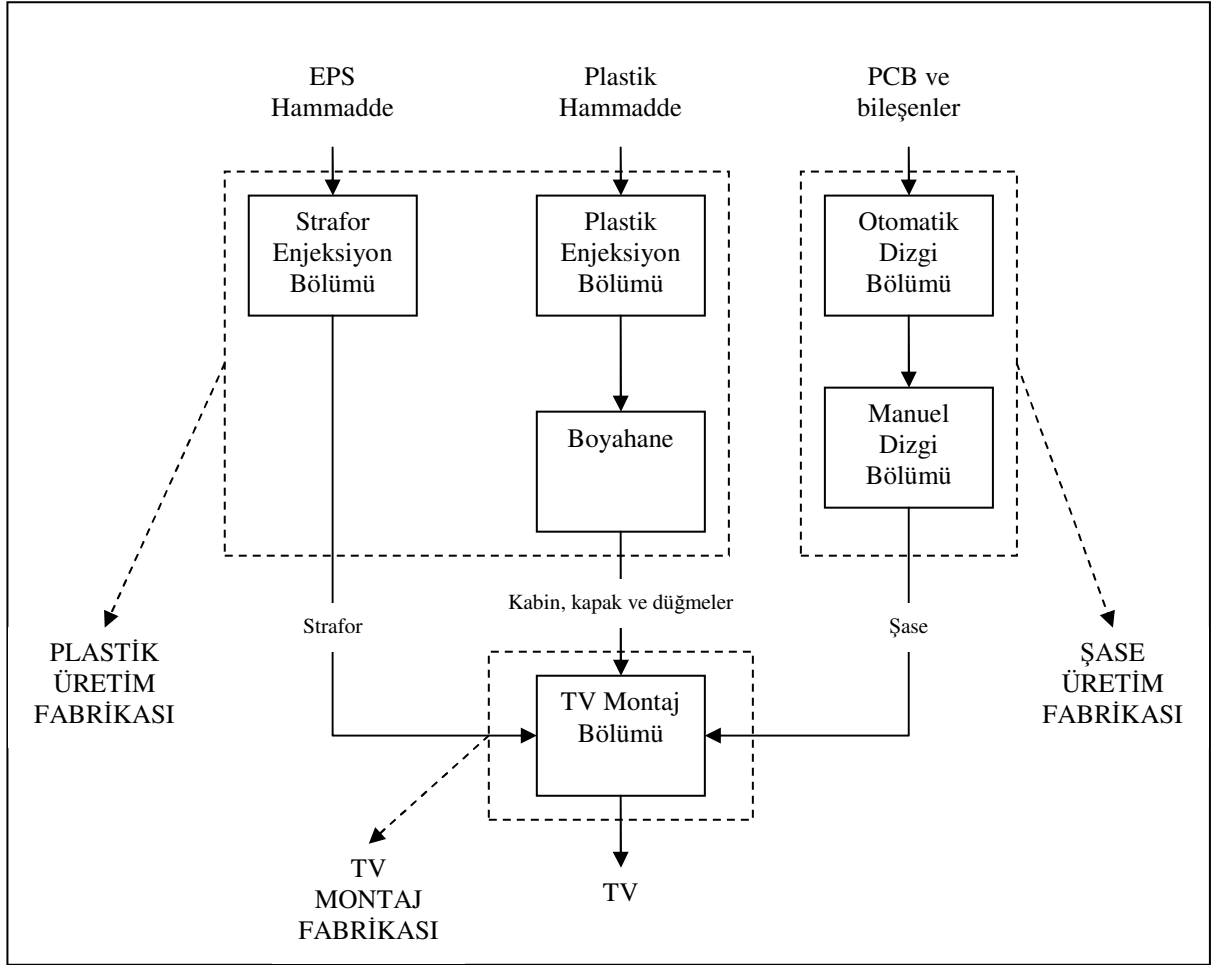 EPS
Hammadde
Plastik
Hammadde
PCB ve
bileşenler
Strafor
Enjeksiyon
Bölümü
Plastik
Enjeksiyon
Bölümü
Otomatik
Dizgi
Bölümü
Boyahane
Manuel
Dizgi
Bölümü
Strafor
Kabin, kapak ve düğmeler
Şase
PLASTİK
ÜRETİM
FABRİKASI
TV Montaj
Bölümü
ŞASE
ÜRETİM
FABRİKASI
TV
MONTAJ
FABRİKASI
TV